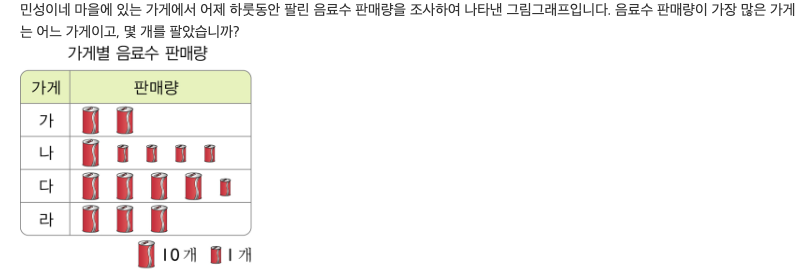 민성이네 마을에 있는 가게에서 어제 하룻동안 팔린 음료수 판매량을 조사하여 나타낸 그림그래프입니다. 음료수 판매량이 가장 많은 가게
는 어느 가게이고, 몇 개를 팔았습니까?
가게별 음료수 판매량
가게 판매량
가
나
다
라
10개 1개